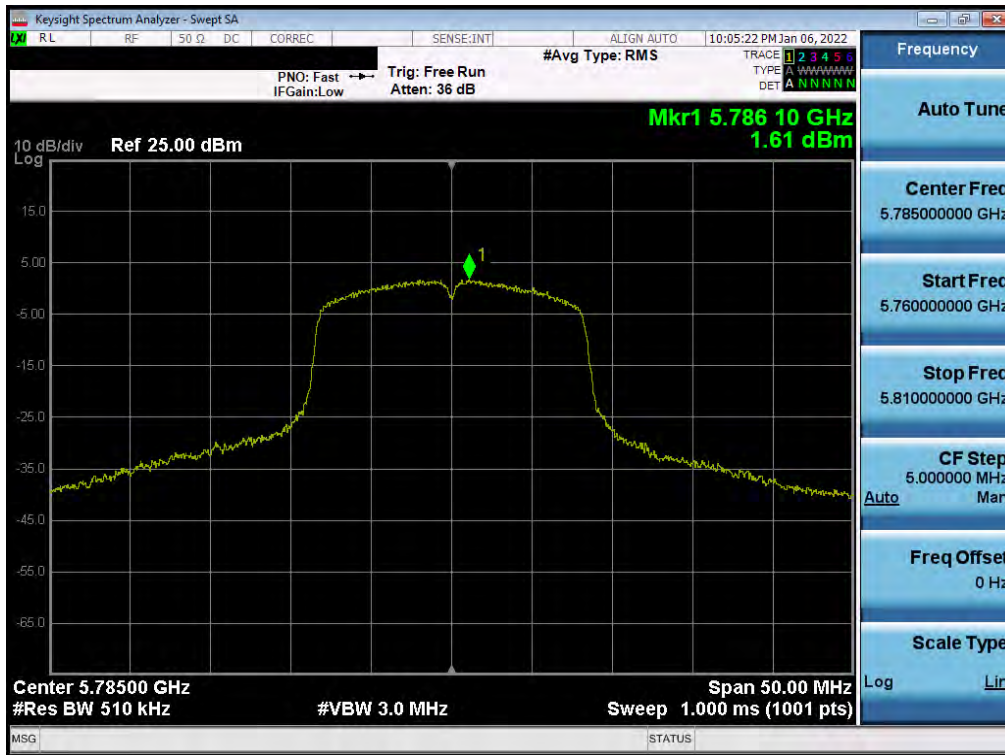 Keysight Spectrum Analyzer - Swept SA
LXI RL RF 50 Ω DC CORREC SENSE:INT ALIGN AUTO 10:05:22 PM Jan 06, 2022
#Avg Type: RMS
TRACE 1 2 3 4 5 6
TYPE A WWWWW
DET A N N N N N
PNO: Fast
IFGain:Low
Trig: Free Run
Atten: 36 dB
Mkr1 5.786 10 GHz
1.61 dBm
10 dB/div
Log
Ref 25.00 dBm
15.0
5.00
-5.00
-15.0
-25.0
-35.0
-45.0
-55.0
-65.0
1
Center 5.78500 GHz
#Res BW 510 kHz
#VBW 3.0 MHz
Span 50.00 MHz
Sweep 1.000 ms (1001 pts)
MSG
STATUS
Frequency
Auto Tune
Center Freq
5.785000000 GHz
Start Freq
5.760000000 GHz
Stop Freq
5.810000000 GHz
CF Step
5.000000 MHz
Auto Man
Freq Offset
0 Hz
Scale Type
Log Lin